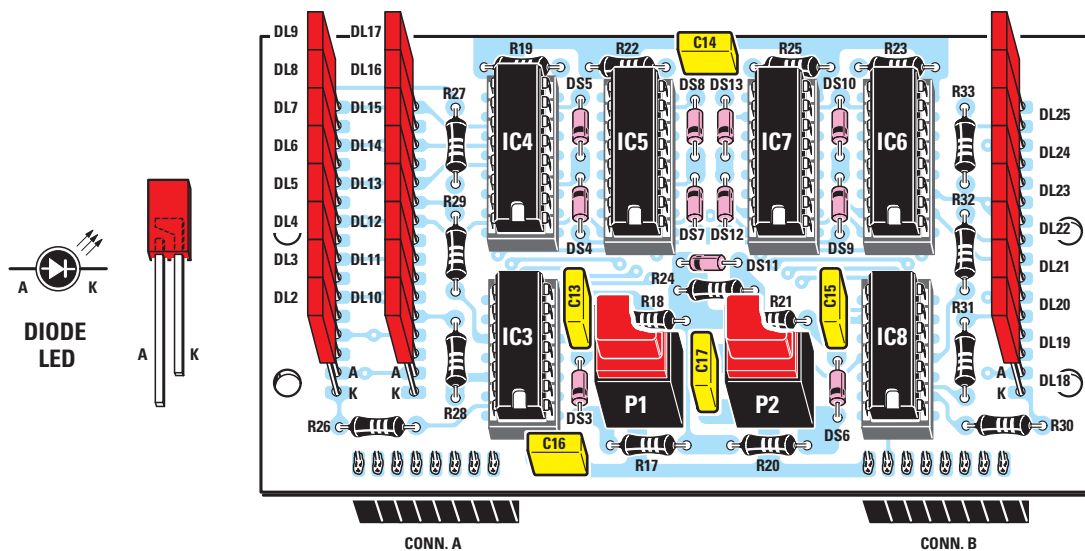 DL9 DL17
R19 R22 C14 R25 R23
DL8 DL16
DS5 DS8 DS13 DS10
R27 R33
DL7 DL15 DL25
IC4 IC5 IC7 IC6
DL6 DL14 DL24
DL5 DL13 DL23
R29 R32
DL4 DL12 DL22
DS4 DS7 DS12 DS9
DL3 DL11 DS11 DL21
R24
DL2 DL10 C13 R18 R21 C15 R31 DL20
A K
DIODE
LED
IC3 IC8
DL19
A K
C17
A A DL18
K K
R28 DS3 P1 P2 DS6
R26 R30
C16 R17 R20
CONN. A CONN. B